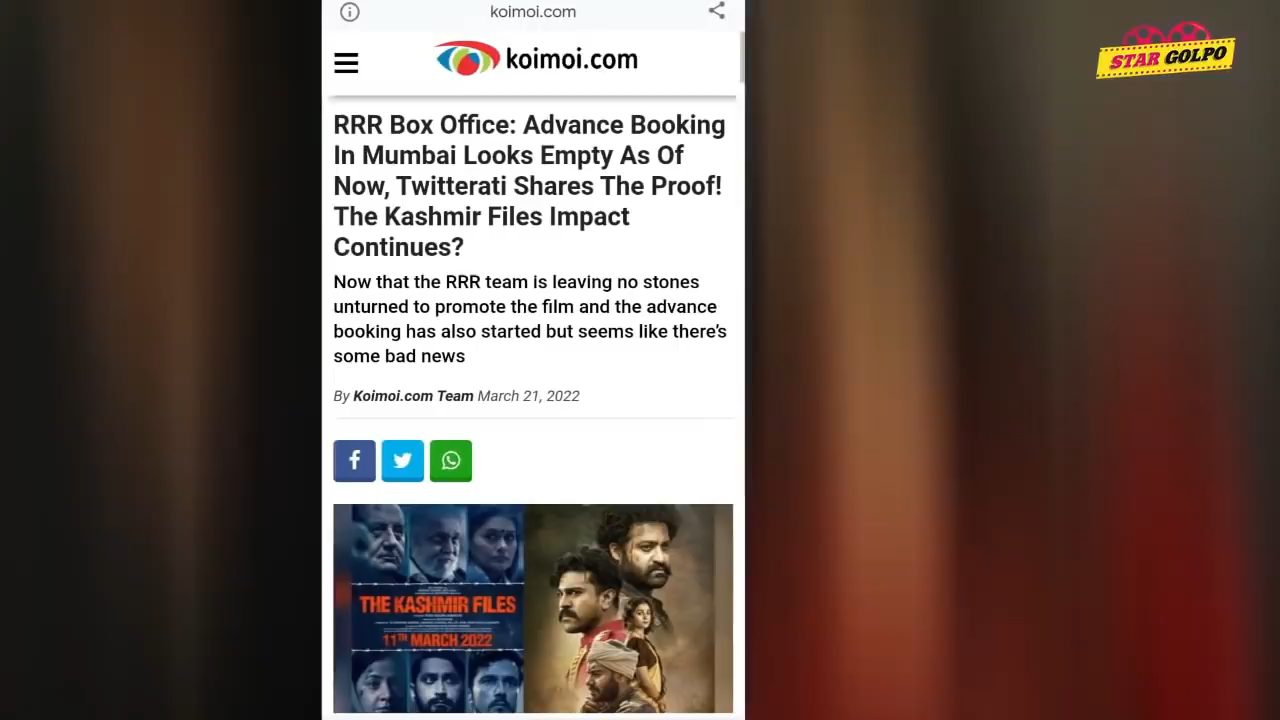 koimoi.com
koimoi.com
STAR GOLPO
RRR Box Office: Advance Booking
In Mumbai Looks Empty As Of
Now, Twitterati Shares The Proof!
The Kashmir Files Impact
Continues?
Now that the RRR team is leaving no stones
unturned to promote the film and the advance
booking has also started but seems like there's
some bad news
By Koimoi.com Team March 21, 2022
THE KASHMIR FILES
11TH MARCH 2022